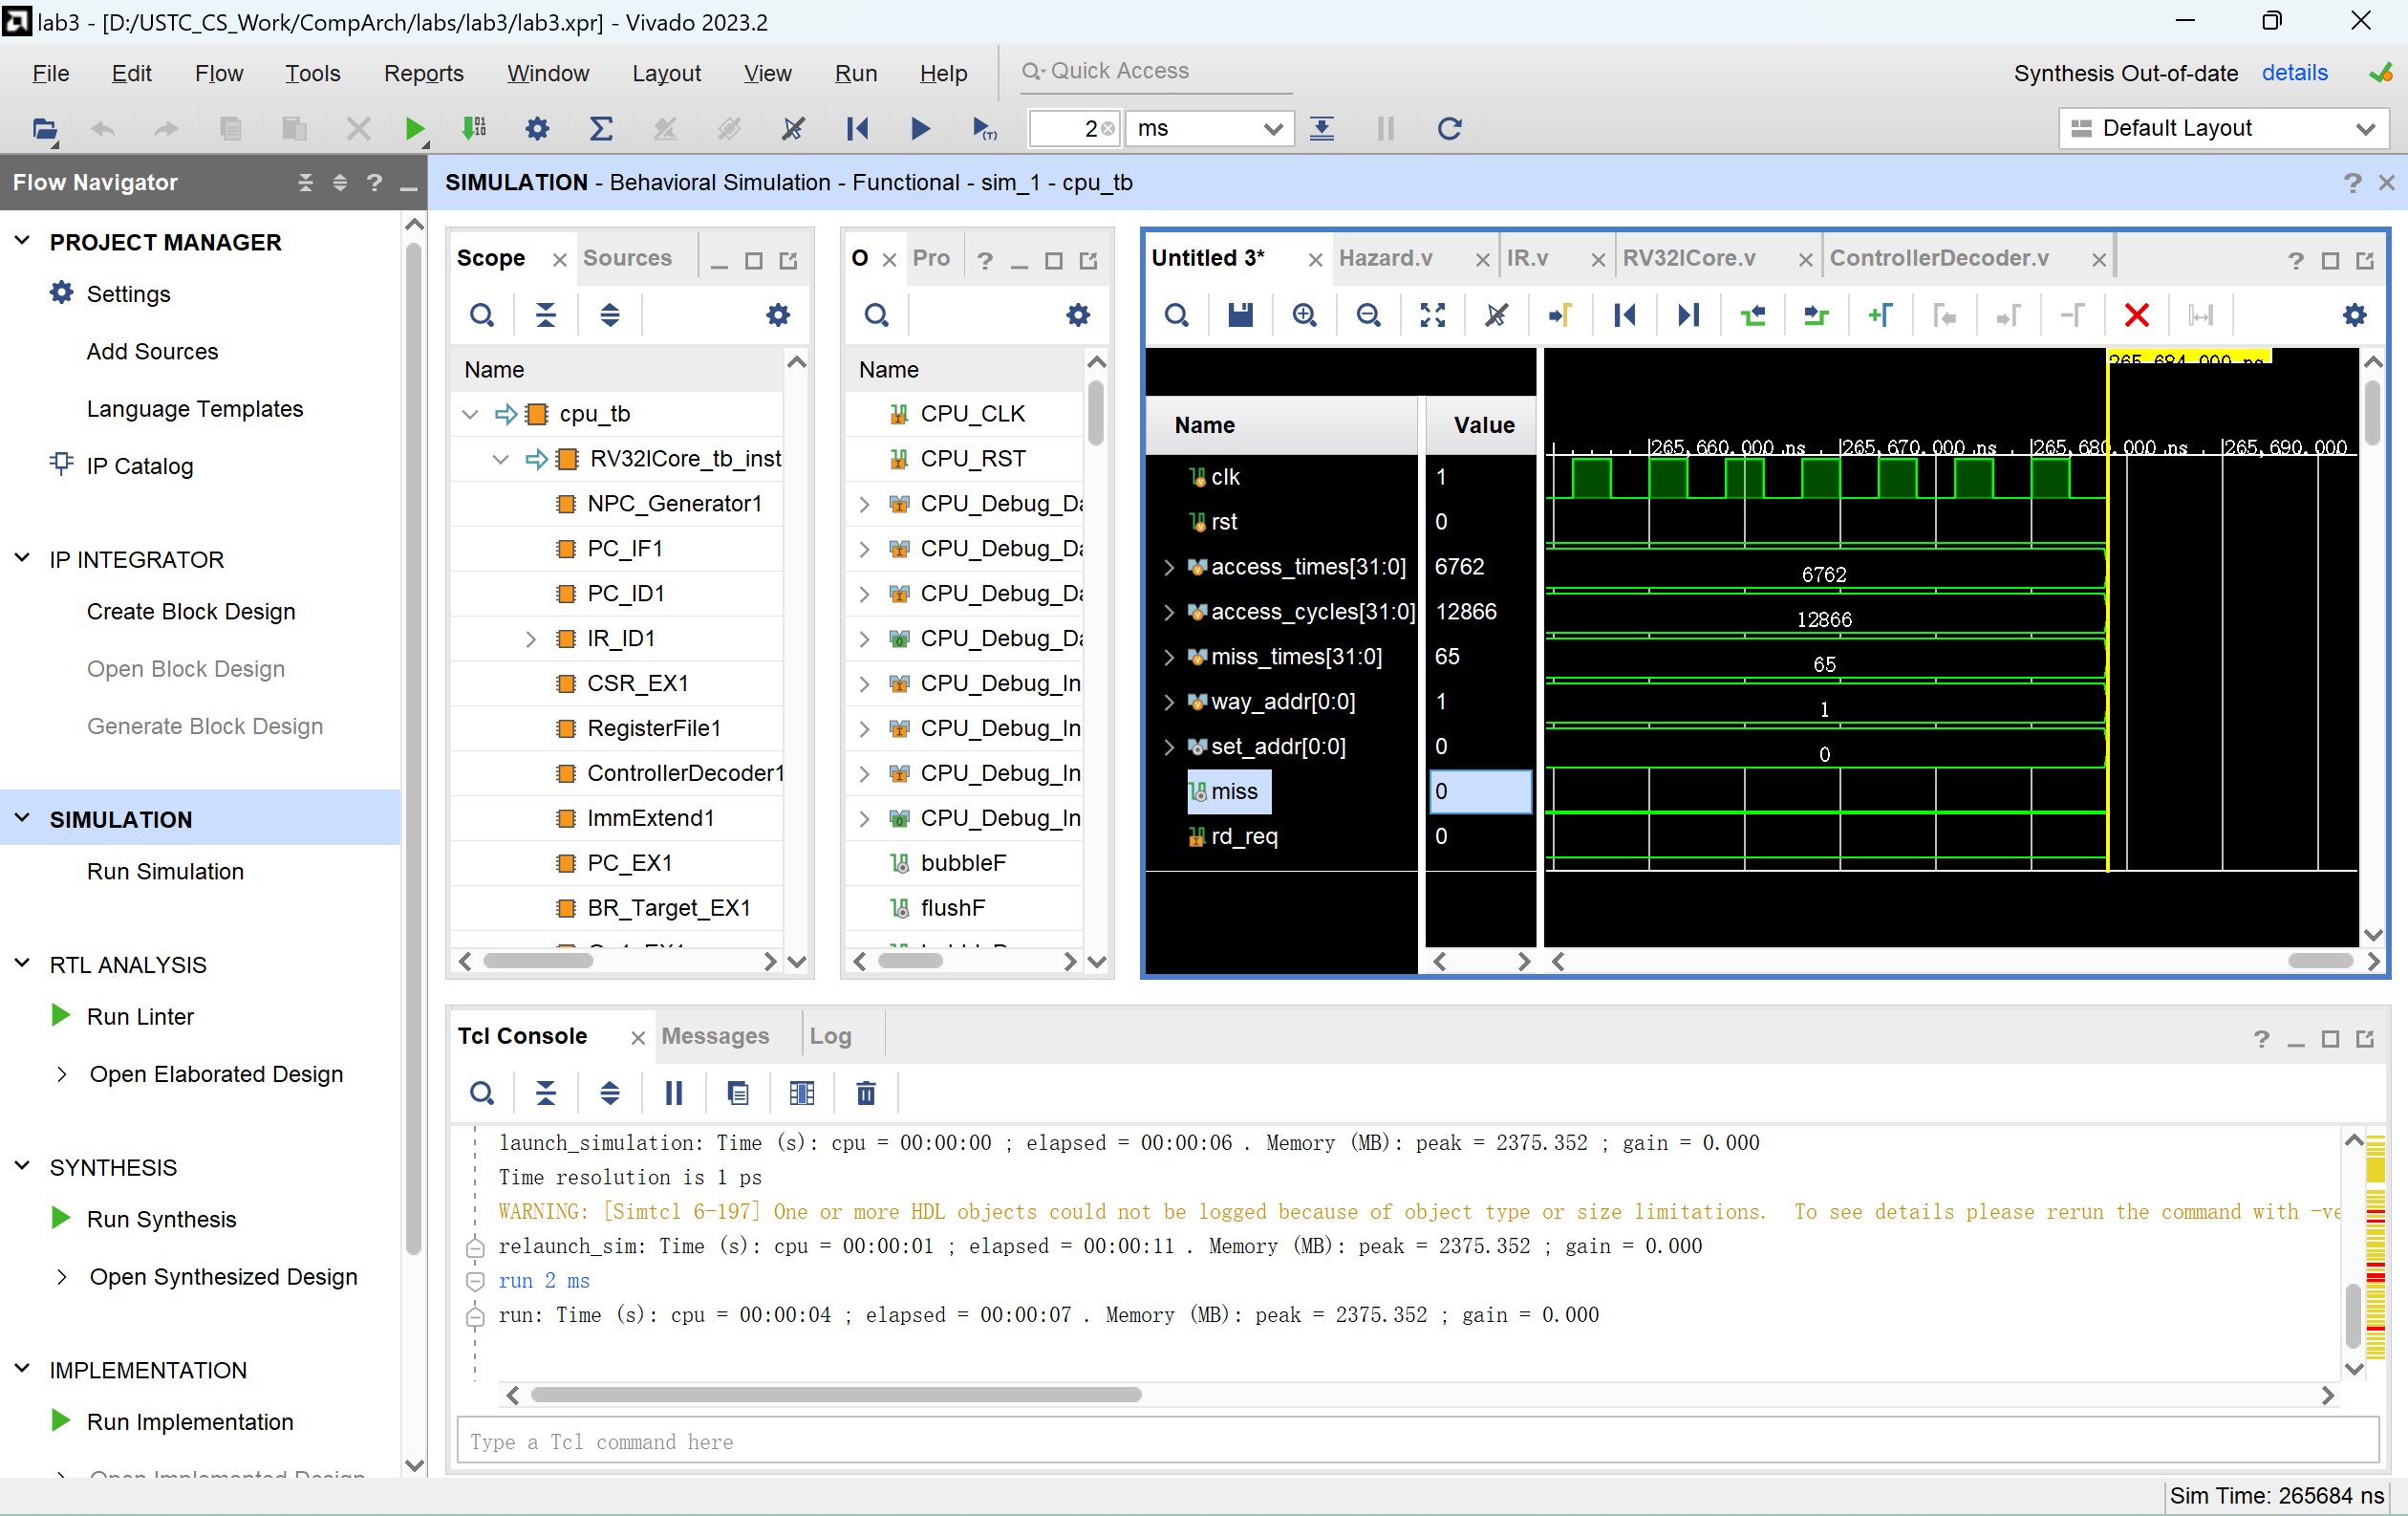 lab3 - [D:/USTC_CS_Work/CompArch/labs/lab3/lab3.xpr] - Vivado 2023.2
File Edit Flow Tools Reports Window Layout View Run Help Quick Access
Synthesis Out-of-date details
2 ms
Default Layout
Flow Navigator
SIMULATION - Behavioral Simulation - Functional - sim_1 - cpu_tb
PROJECT MANAGER
Settings
Add Sources
Language Templates
IP Catalog
IP INTEGRATOR
Create Block Design
Open Block Design
Generate Block Design
SIMULATION
Run Simulation
RTL ANALYSIS
Run Linter
Open Elaborated Design
SYNTHESIS
Run Synthesis
Open Synthesized Design
IMPLEMENTATION
Run Implementation
Open Implemented Design
Scope Sources
Name
cpu_tb
RV32ICore_tb_inst
NPC_Generator1
PC_IF1
PC_ID1
IR_ID1
CSR_EX1
RegisterFile1
ControllerDecoder1
ImmExtend1
PC_EX1
BR_Target_EX1
O Pro
Name
CPU_CLK
CPU_RST
CPU_Debug_Da
CPU_Debug_Da
CPU_Debug_Da
CPU_Debug_Da
CPU_Debug_In
CPU_Debug_In
CPU_Debug_In
CPU_Debug_In
bubbleF
flushF
Untitled 3* Hazard.v IR.v RV32ICore.v ControllerDecoder.v
265,684.000 ns
Name Value
265,660.000 ns 265,670.000 ns 265,680.000 ns 265,690.000
clk 1
rst 0
access_times[31:0] 6762 6762
access_cycles[31:0] 12866 12866
miss_times[31:0] 65 65
way_addr[0:0] 1 1
set_addr[0:0] 0 0
miss 0
rd_req 0
Tcl Console Messages Log
launch_simulation: Time (s): cpu = 00:00:00 ; elapsed = 00:00:06 . Memory (MB): peak = 2375.352 ; gain = 0.000
Time resolution is 1 ps
WARNING: [Simtcl 6-197] One or more HDL objects could not be logged because of object type or size limitations. To see details please rerun the command with -ve
relaunch_sim: Time (s): cpu = 00:00:01 ; elapsed = 00:00:11 . Memory (MB): peak = 2375.352 ; gain = 0.000
run 2 ms
run: Time (s): cpu = 00:00:04 ; elapsed = 00:00:07 . Memory (MB): peak = 2375.352 ; gain = 0.000
Type a Tcl command here
Sim Time: 265684 ns